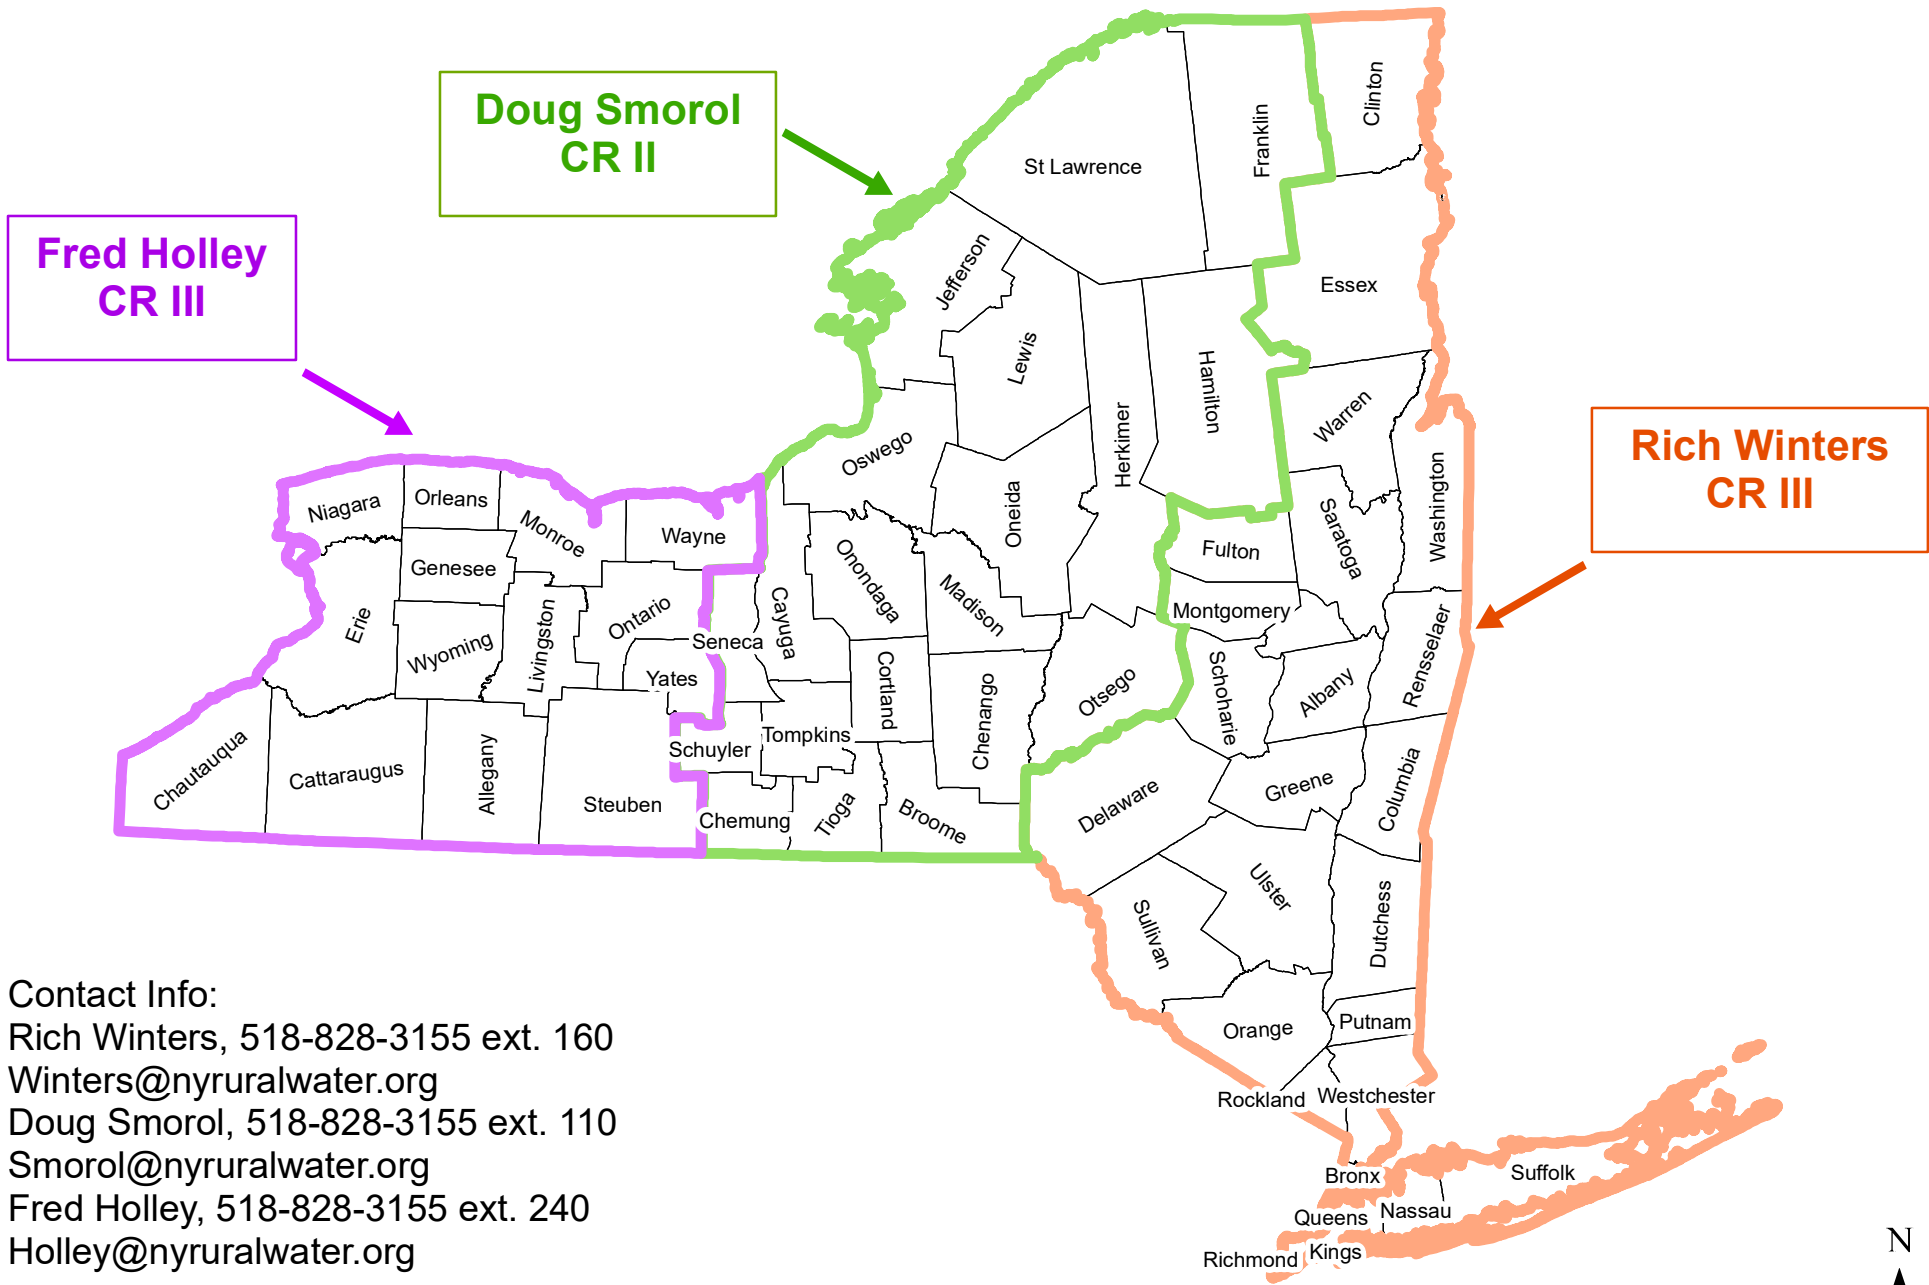 Doug Smorol
CR II
Fred Holley
CR III
Rich Winters
CR III
Clinton
Franklin
St Lawrence
Essex
Jefferson
Lewis
Hamilton
Herkimer
Warren
Washington
Oswego
Oneida
Saratoga
Niagara
Orleans
Monroe
Wayne
Fulton
Genesee
Onondaga
Madison
Cayuga
Montgomery
Erie
Wyoming
Livingston
Ontario
Seneca
Yates
Cortland
Chenango
Otsego
Schoharie
Albany
Rensselaer
Chautauqua
Cattaraugus
Allegany
Steuben
Schuyler
Tompkins
Chemung
Tioga
Broome
Delaware
Greene
Columbia
Ulster
Sullivan
Dutchess
Orange
Putnam
Rockland
Westchester
Bronx
Suffolk
Queens
Nassau
Richmond
Kings
Contact Info:
Rich Winters, 518-828-3155 ext. 160
Winters@nyruralwater.org
Doug Smorol, 518-828-3155 ext. 110
Smorol@nyruralwater.org
Fred Holley, 518-828-3155 ext. 240
Holley@nyruralwater.org
N